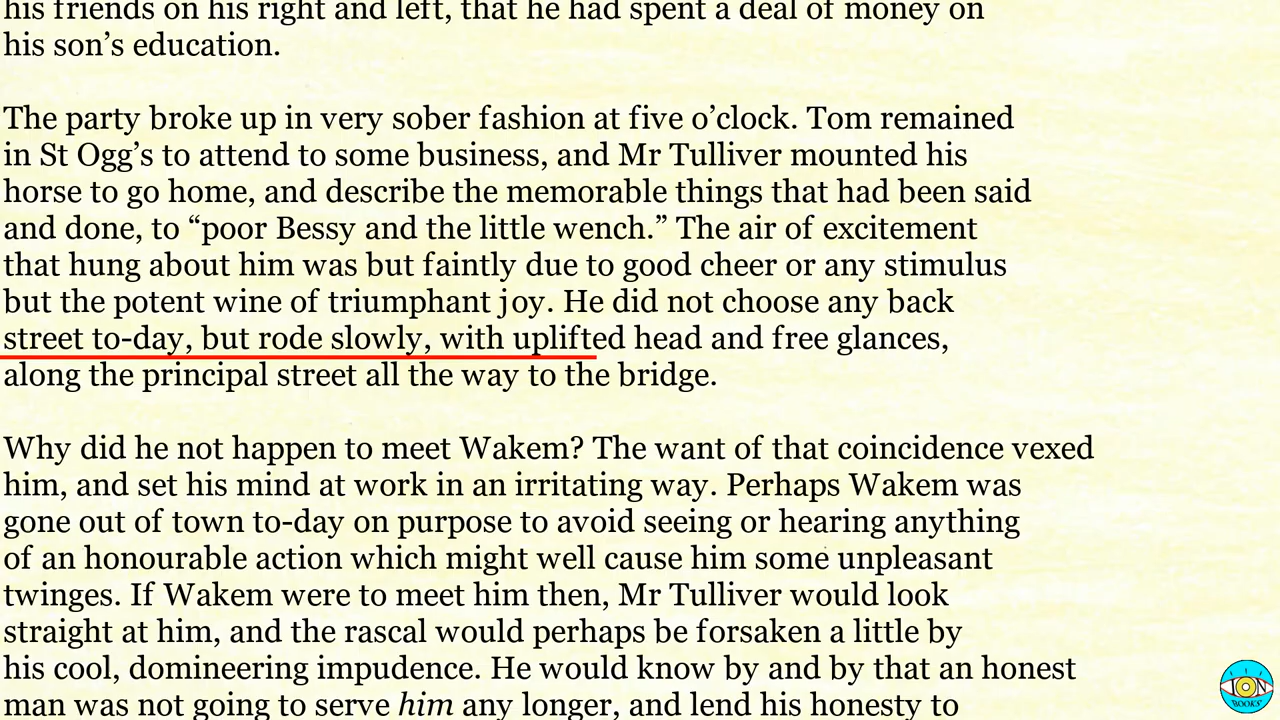 his friends on his right and left, that he had spent a deal of money on
his son’s education.
The party broke up in very sober fashion at five o’clock. Tom remained
in St Ogg’s to attend to some business, and Mr Tulliver mounted his
horse to go home, and describe the memorable things that had been said
and done, to “poor Bessy and the little wench.” The air of excitement
that hung about him was but faintly due to good cheer or any stimulus
but the potent wine of triumphant joy. He did not choose any back
street to-day, but rode slowly, with uplifted head and free glances,
along the principal street all the way to the bridge.
Why did he not happen to meet Wakem? The want of that coincidence vexed
him, and set his mind at work in an irritating way. Perhaps Wakem was
gone out of town to-day on purpose to avoid seeing or hearing anything
of an honourable action which might well cause him some unpleasant
twinges. If Wakem were to meet him then, Mr Tulliver would look
straight at him, and the rascal would perhaps be forsaken a little by
his cool, domineering impudence. He would know by and by that an honest
man was not going to serve him any longer, and lend his honesty to
ION
BOOKS